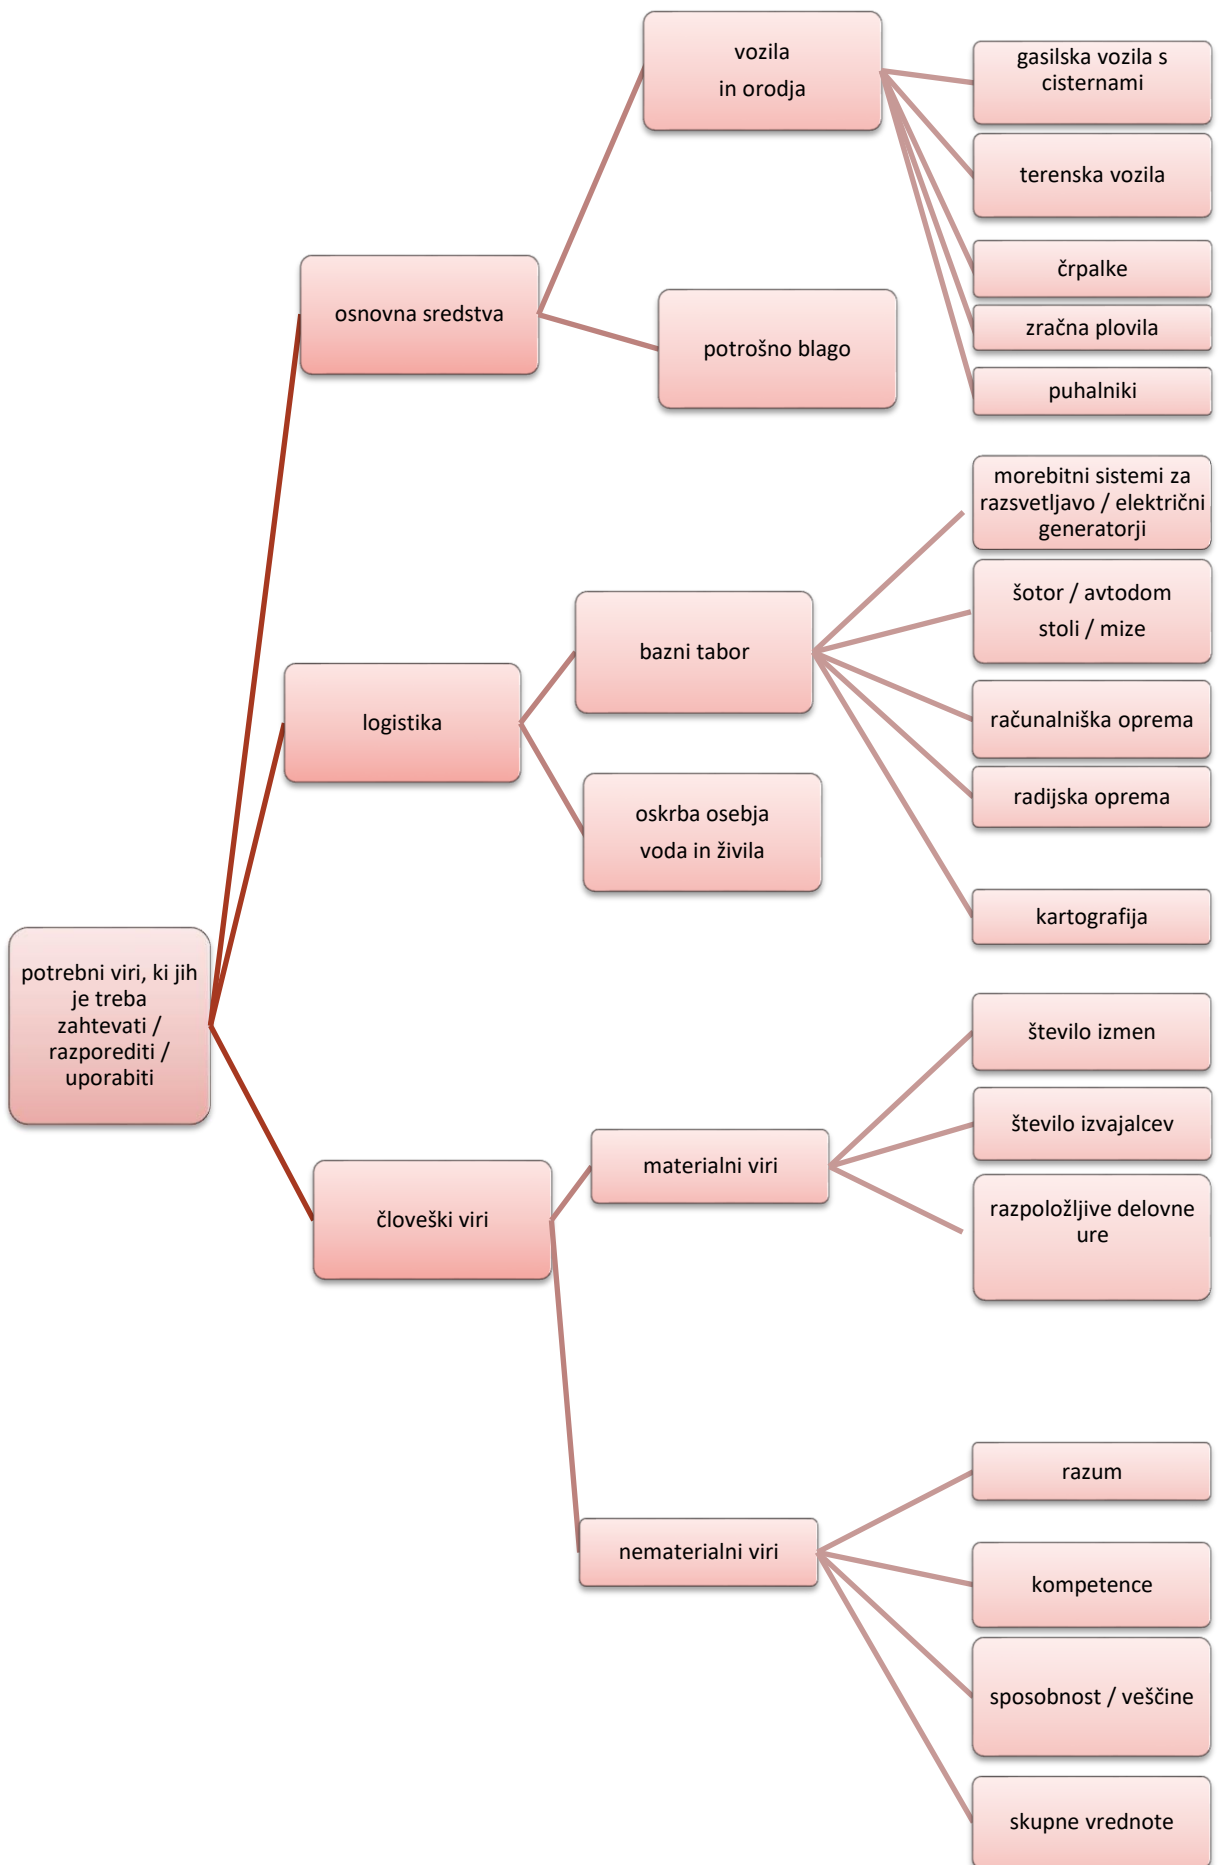 vozila
in orodja
gasilska vozila s
cisternami
terenska vozila
črpalke
zračna plovila
puhalniki
osnovna sredstva
potrošno blago
morebitni sistemi za
razsvetljavo / električni
generatorji
šotor / avtodom
stoli / mize
bazni tabor
računalniška oprema
logistika
radijska oprema
oskrba osebja
voda in živila
kartografija
potrebni viri, ki jih
je treba
zahtevati /
razporediti /
uporabiti
število izmen
število izvajalcev
materialni viri
človeški viri
razpoložljive delovne
ure
razum
nematerialni viri
kompetence
sposobnost / veščine
skupne vrednote